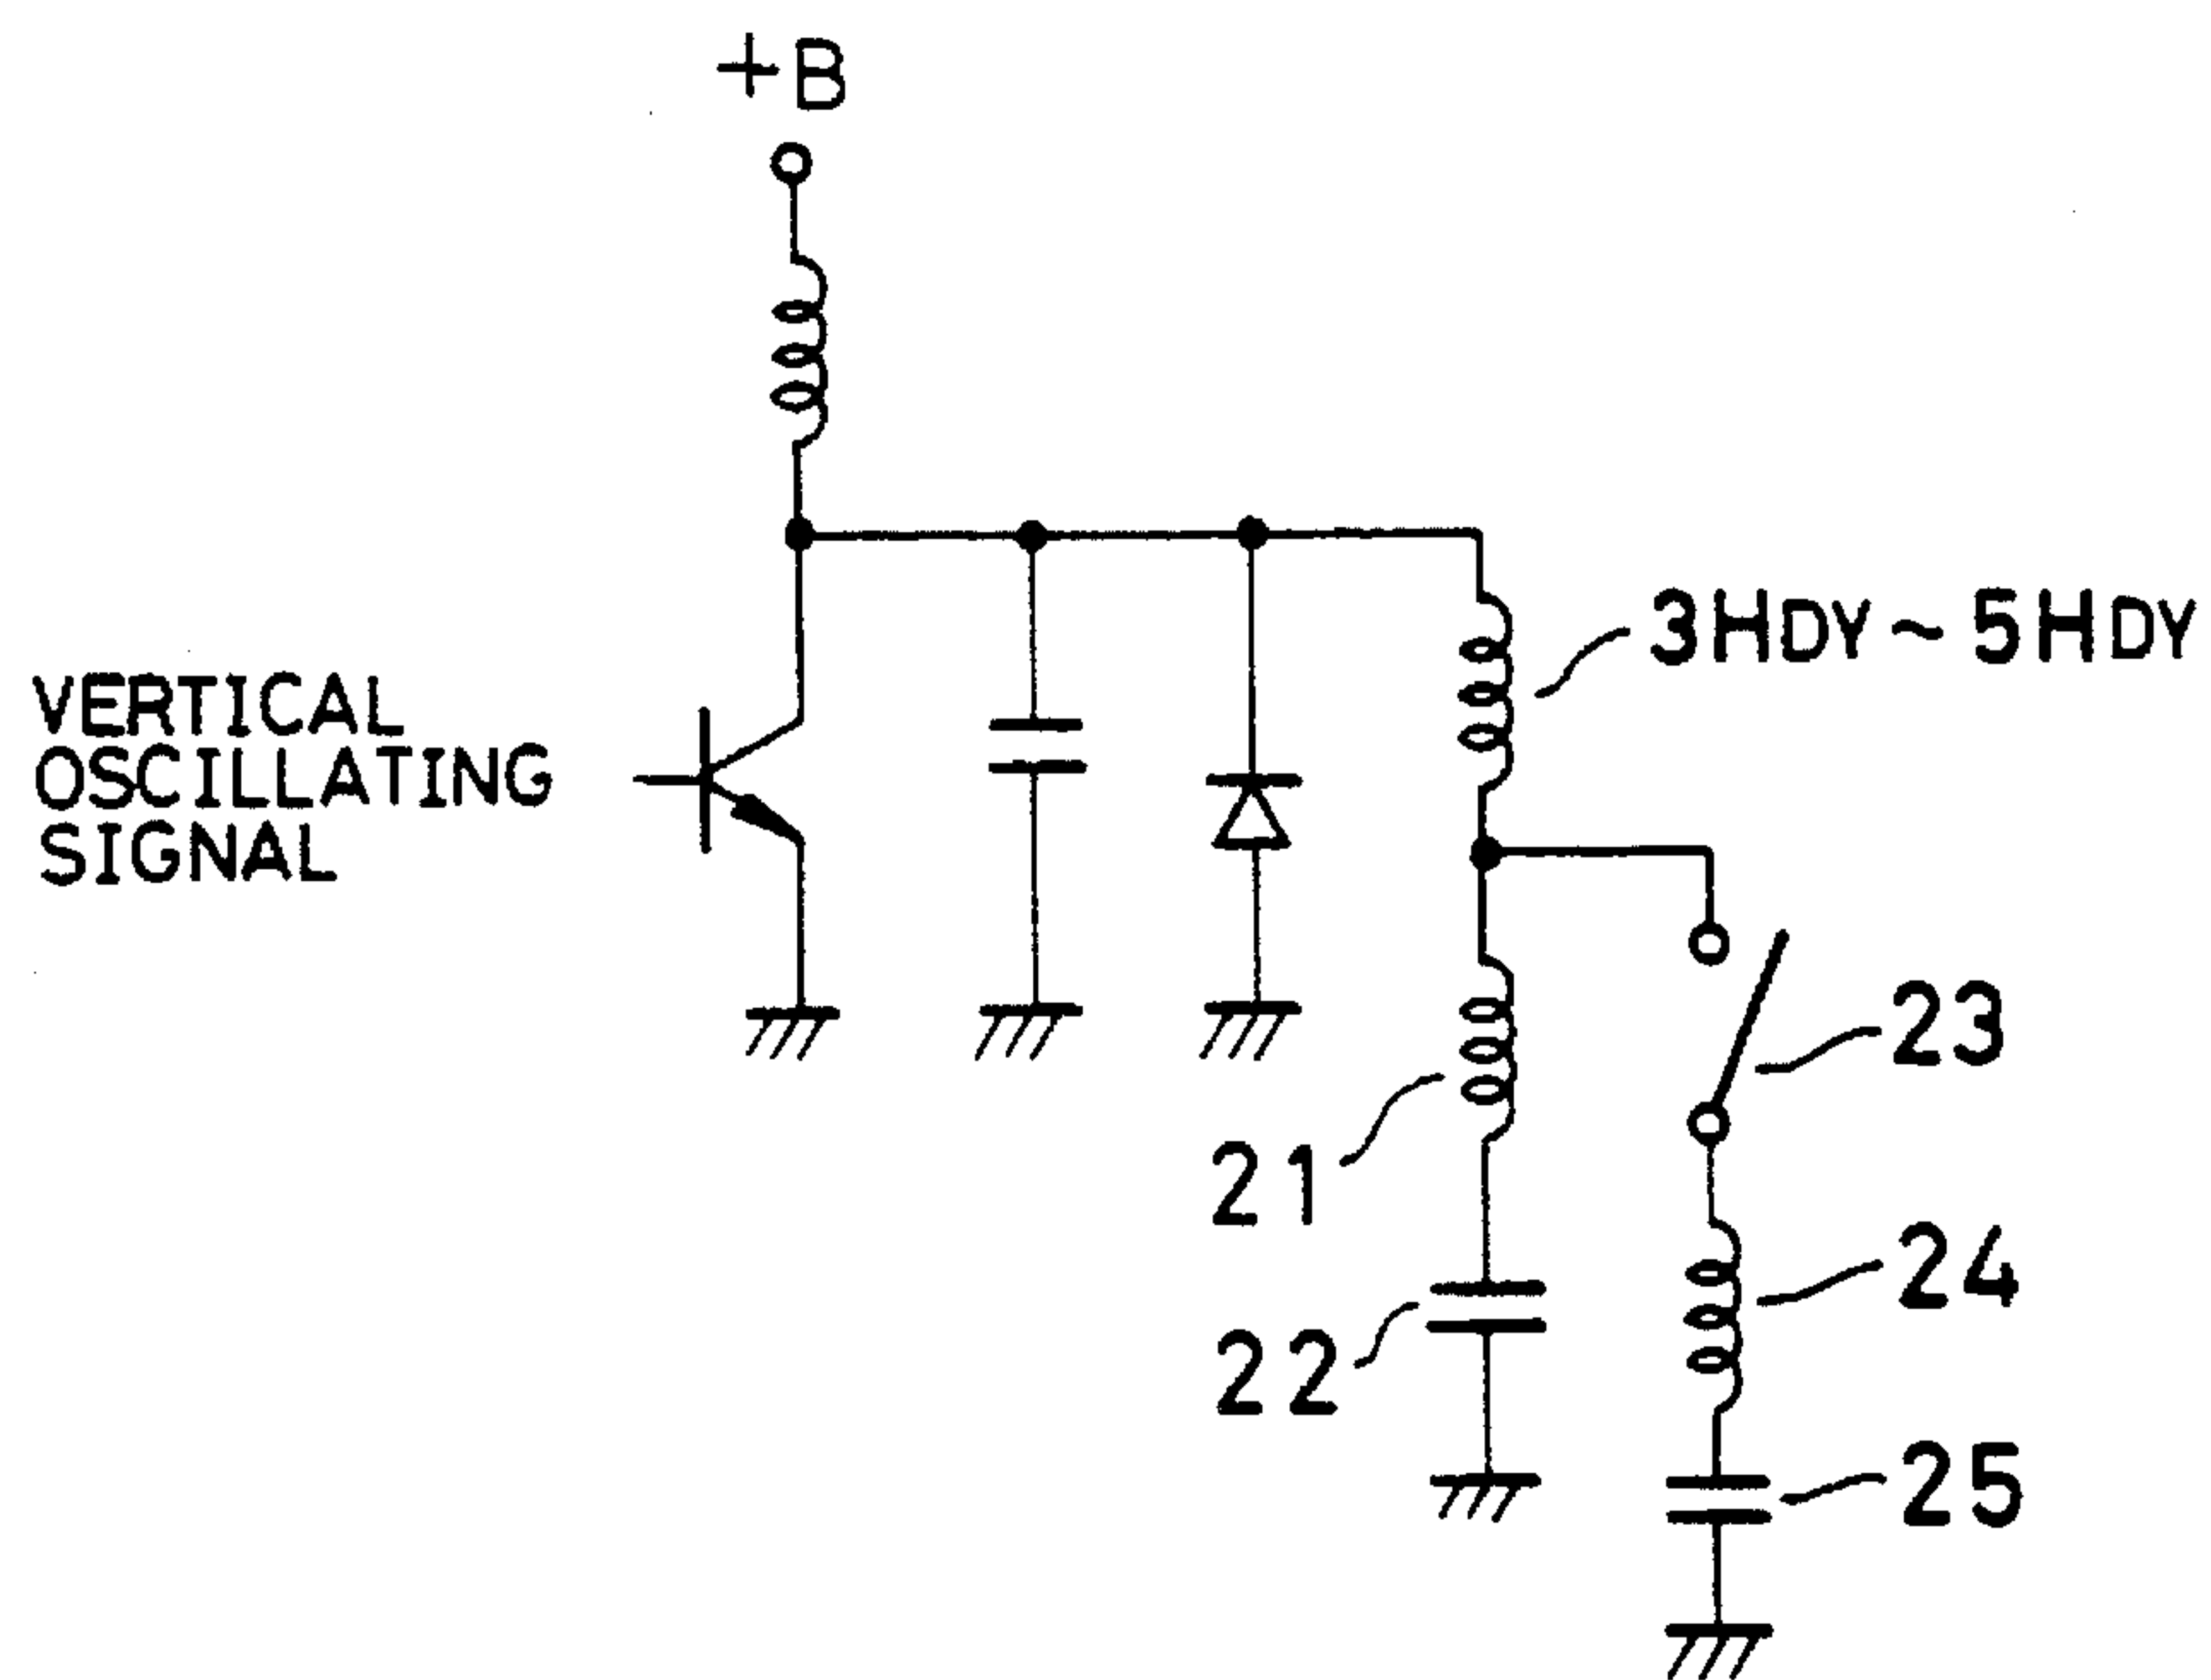 +B
3HDY~5HDY
VERTICAL
OSCILLATING
SIGNAL
23
21
24
22
25